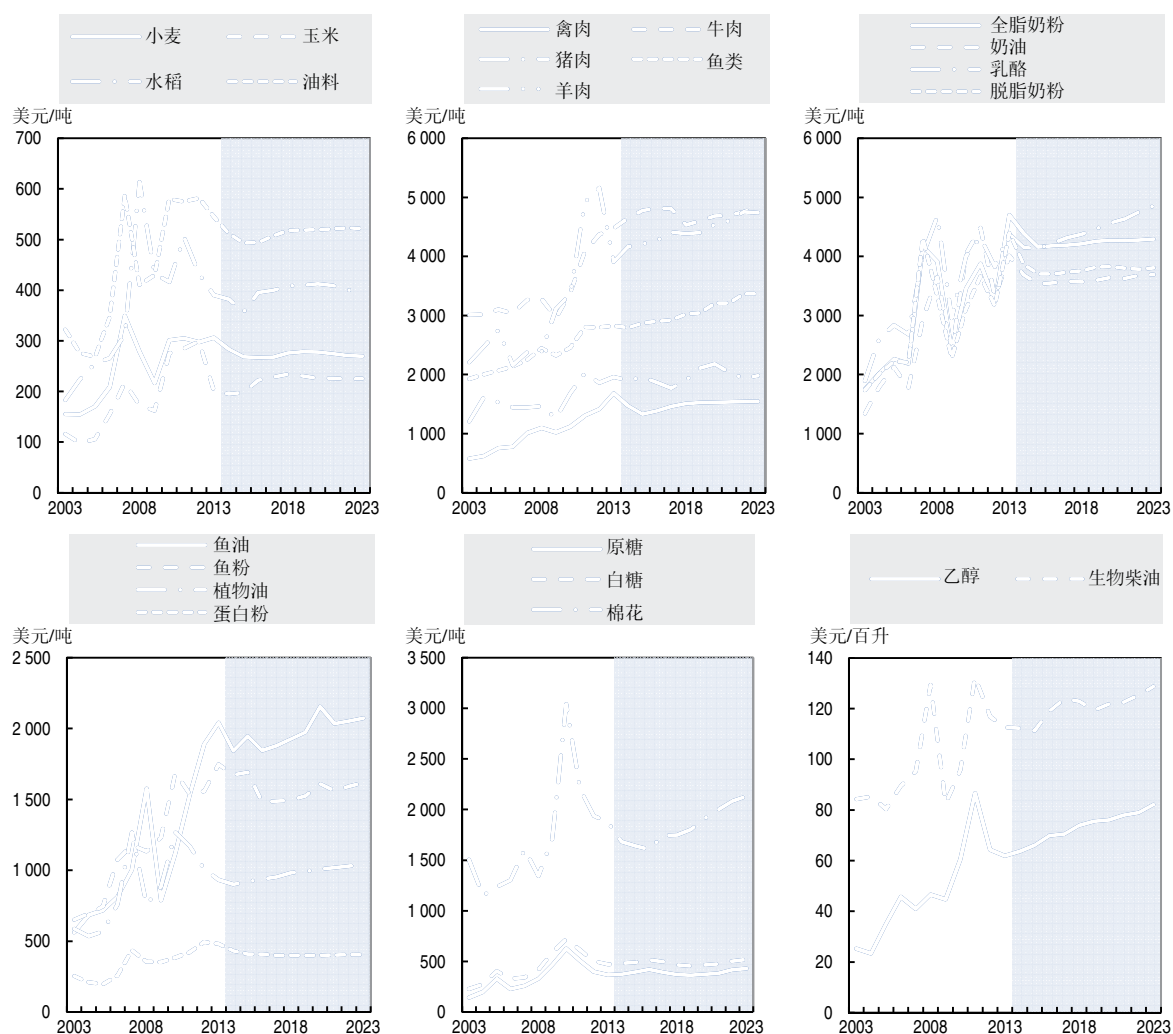 小麦 玉米
水稻 油料
美元/吨
700
600
500
400
300
200
100
0
2003 2008 2013 2018 2023
禽肉 牛肉
猪肉 鱼类
羊肉
美元/吨
6 000
5 000
4 000
3 000
2 000
1 000
0
2003 2008 2013 2018 2023
全脂奶粉
奶油
乳酪
脱脂奶粉
美元/吨
6 000
5 000
4 000
3 000
2 000
1 000
0
2003 2008 2013 2018 2023
鱼油
鱼粉
植物油
蛋白粉
美元/吨
2 500
2 000
1 500
1 000
500
0
2003 2008 2013 2018 2023
原糖
白糖
棉花
美元/吨
3 500
3 000
2 500
2 000
1 500
1 000
500
0
2003 2008 2013 2018 2023
乙醇 生物柴油
美元/百升
140
120
100
80
60
40
20
0
2003 2008 2013 2018 2023